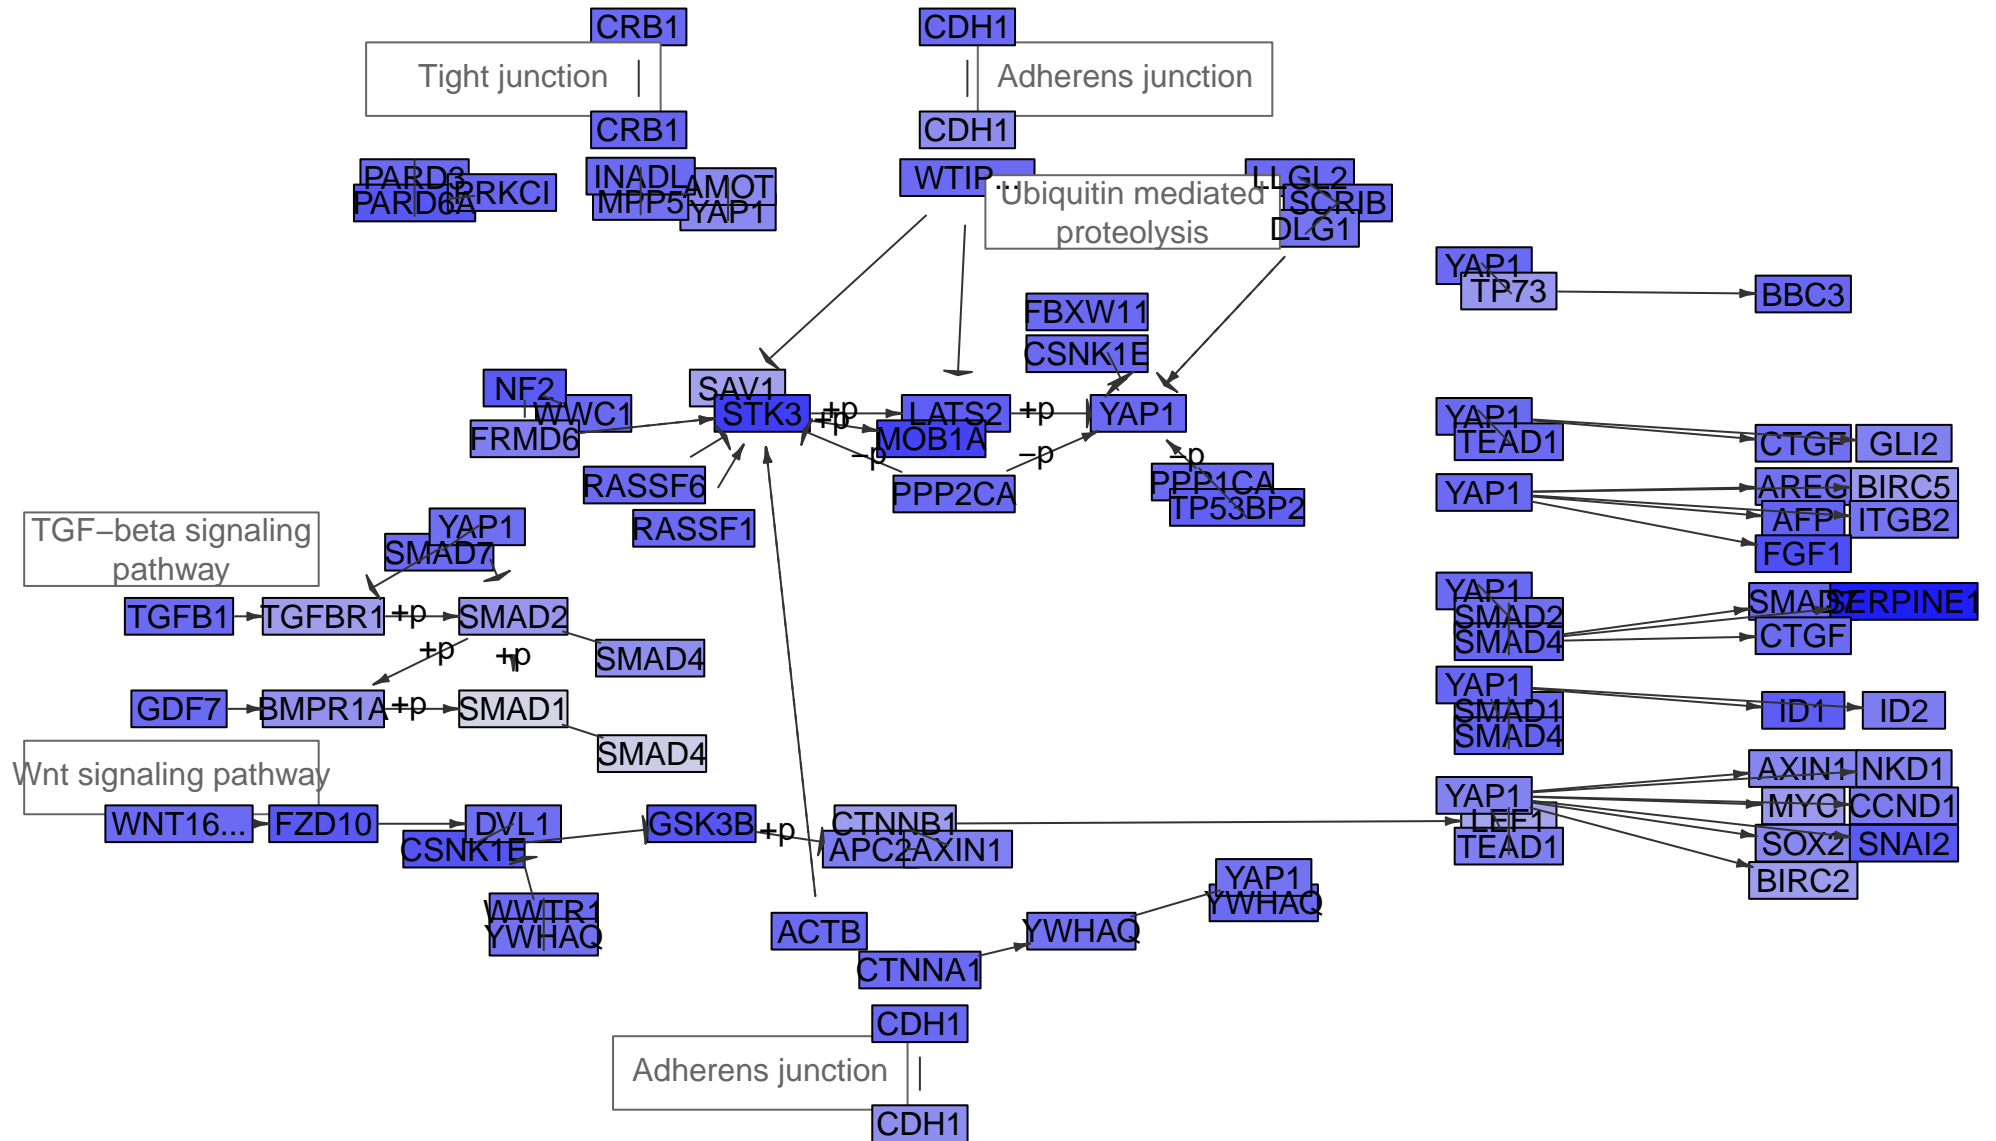 CRB1
CDH1
Tight junction
Adherens junction
CRB1
CDH1
PARD3
PARD6A
PRKCI
INADL
MPP5
AMOT
YAP1
WTIP...
Ubiquitin mediated
proteolysis
LLGL2
SCRIB
DLG1
YAP1
TP73
BBC3
FBXW11
CSNK1E
NF2
WWC1
FRMD6
SAV1
STK3
+p
+p
LATS2
MOB1A
+p
YAP1
RASSF6
RASSF1
−p
PPP2CA
−p
−p
PPP1CA
TP53BP2
YAP1
TEAD1
CTGF
GLI2
YAP1
AREG
BIRC5
AFP
ITGB2
FGF1
TGF−beta signaling
pathway
YAP1
SMAD7
TGFB1
TGFBR1
+p
SMAD2
+p
+p
SMAD4
GDF7
BMPR1A
+p
SMAD1
SMAD4
YAP1
SMAD2
SMAD4
SMAD7
SERPINE1
CTGF
YAP1
SMAD1
SMAD4
ID1
ID2
Wnt signaling pathway
WNT16...
FZD10
DVL1
CSNK1E
GSK3B
+p
CTNNB1
APC2
AXIN1
YAP1
LEF1
TEAD1
AXIN1
NKD1
MYC
CCND1
SOX2
SNAI2
BIRC2
WWTR1
YWHAQ
ACTB
CTNNA1
YWHAQ
YAP1
YWHAQ
CDH1
Adherens junction
CDH1